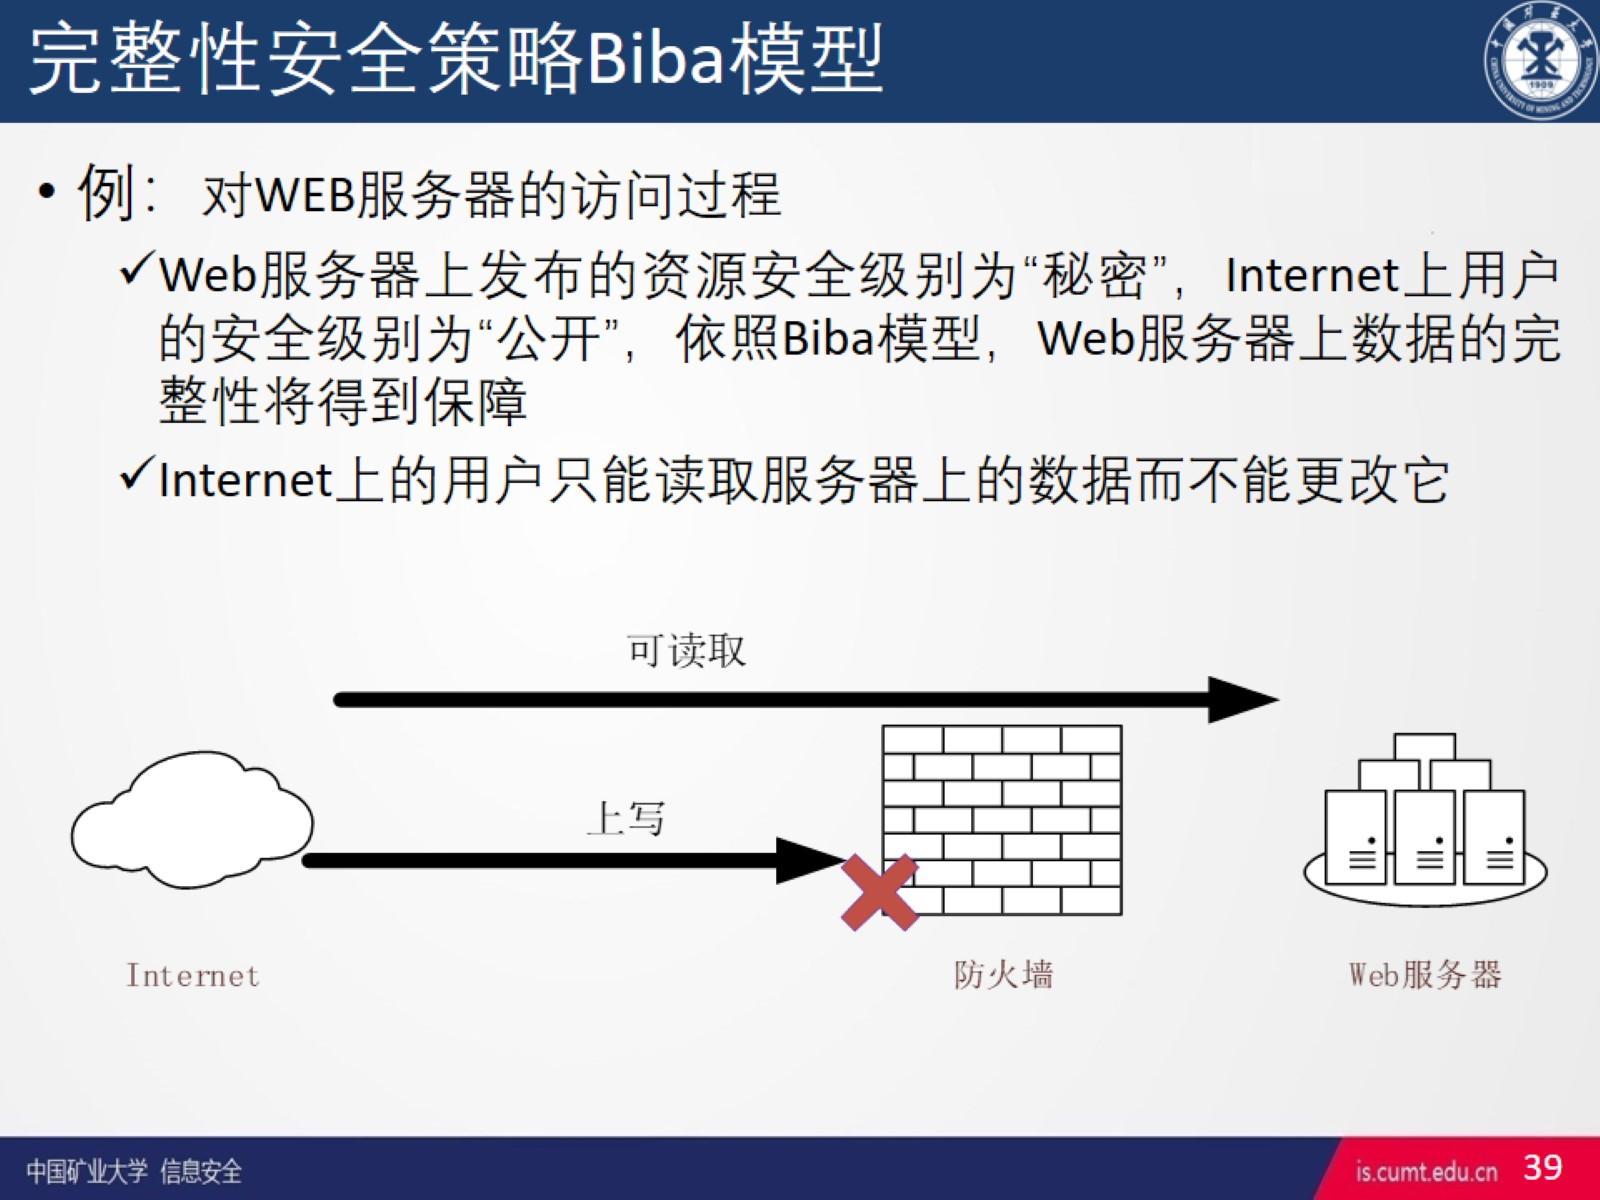 完整性安全策略Biba模型
• 例： 对WEB服务器的访问过程
✓Web服务器上发布的资源安全级别为“秘密”，Internet上用户
的安全级别为“公开”，依照Biba模型，Web服务器上数据的完
整性将得到保障
✓Internet上的用户只能读取服务器上的数据而不能更改它
可读取
上写
Internet
防火墙
Web服务器
中国矿业大学 信息安全
is.cumt.edu.cn 39
CHINA UNIVERSITY OF MINING AND TECHNOLOGY
1909